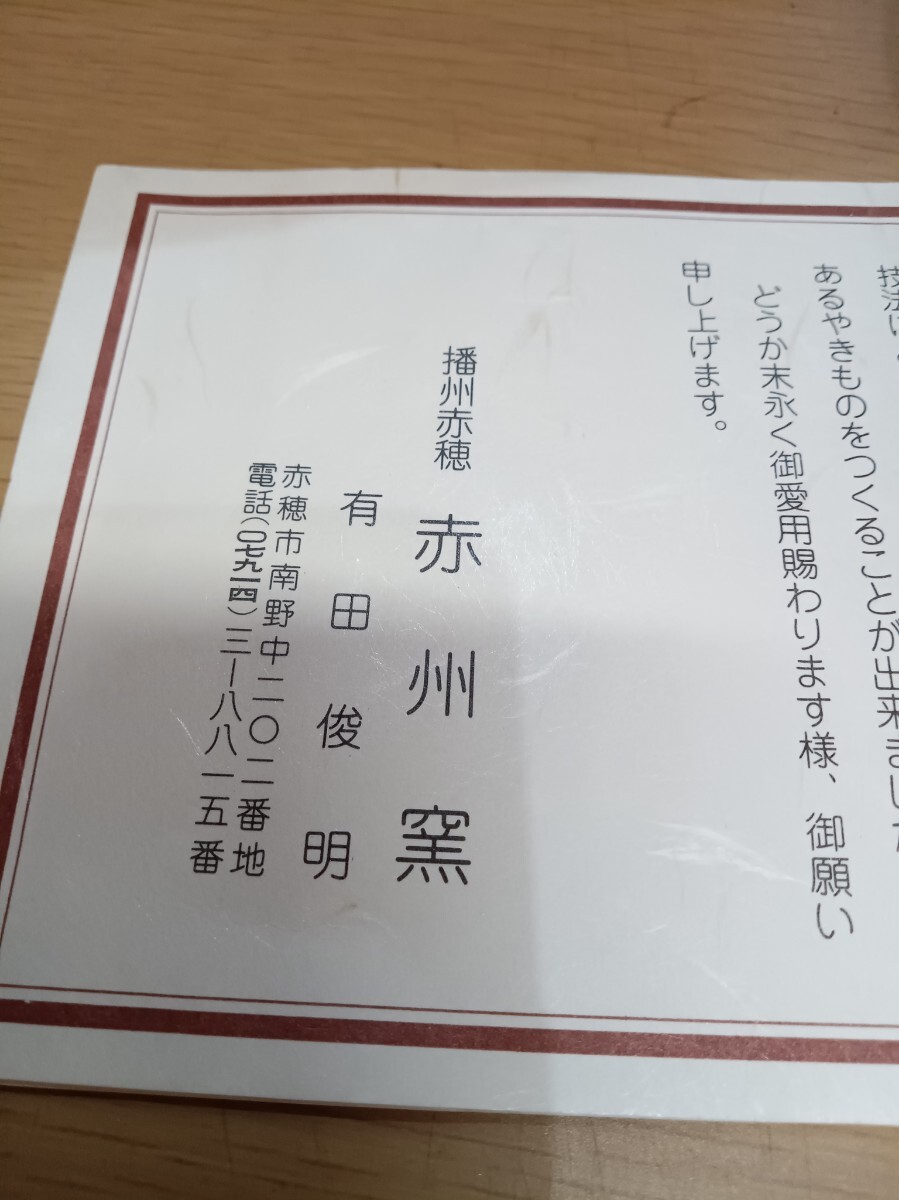 技法に
あるやきものをつくることが出来ました
どうか末永く御愛用賜わります様、御願い
申し上げます。
播州赤穂
赤州窯
有田俊明
赤穂市南野中二〇二番地
電話(〇七九一四)三ー八八一五番